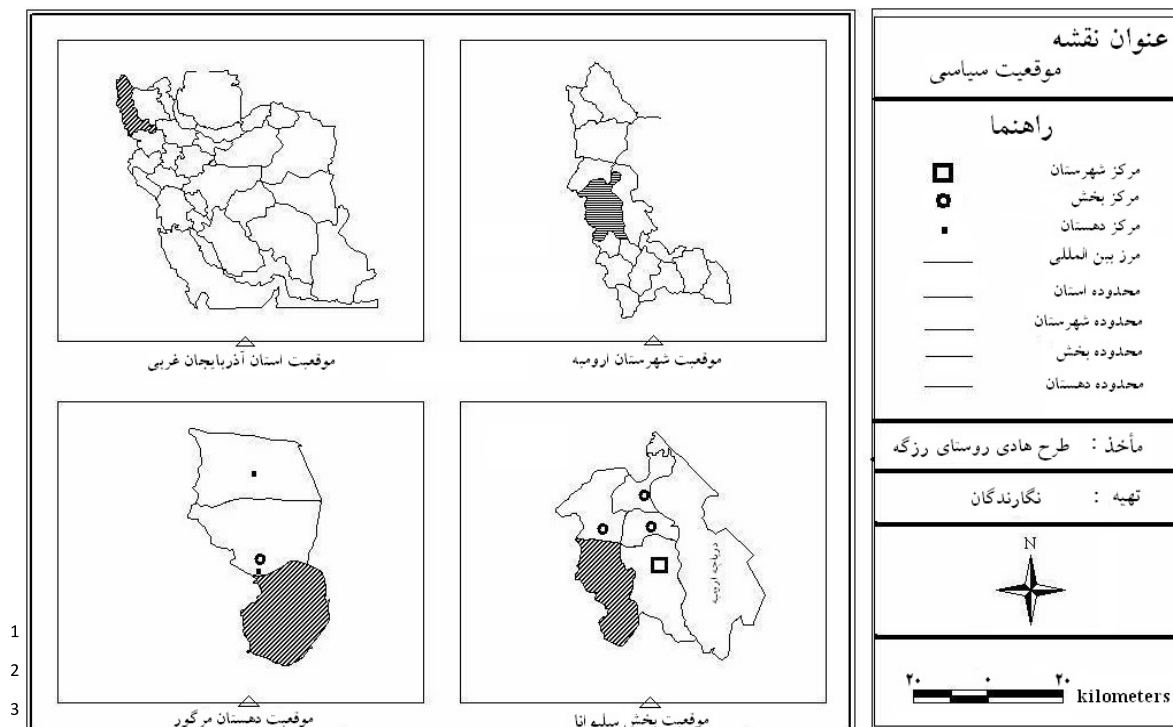 عنوان نقشه
موقعیت سیاسی
راهنما
مرکز شهرستان
مرکز بخش
مرکز دهستان
مرز بین المللی
محدوده استان
محدوده شهرستان
محدوده بخش
محدوده دهستان
مأخذ : طرح هادی روستای رزگه
تهیه : نگارندگان
N
۲۰ ۰ ۲۰
kilometers
موقعیت شهرستان ارومیه
موقعیت استان آذربایجان غربی
دریاچه ارومیه
موقعیت بخش سیلوانا
موقعیت دهستان مرگور
1
2
3